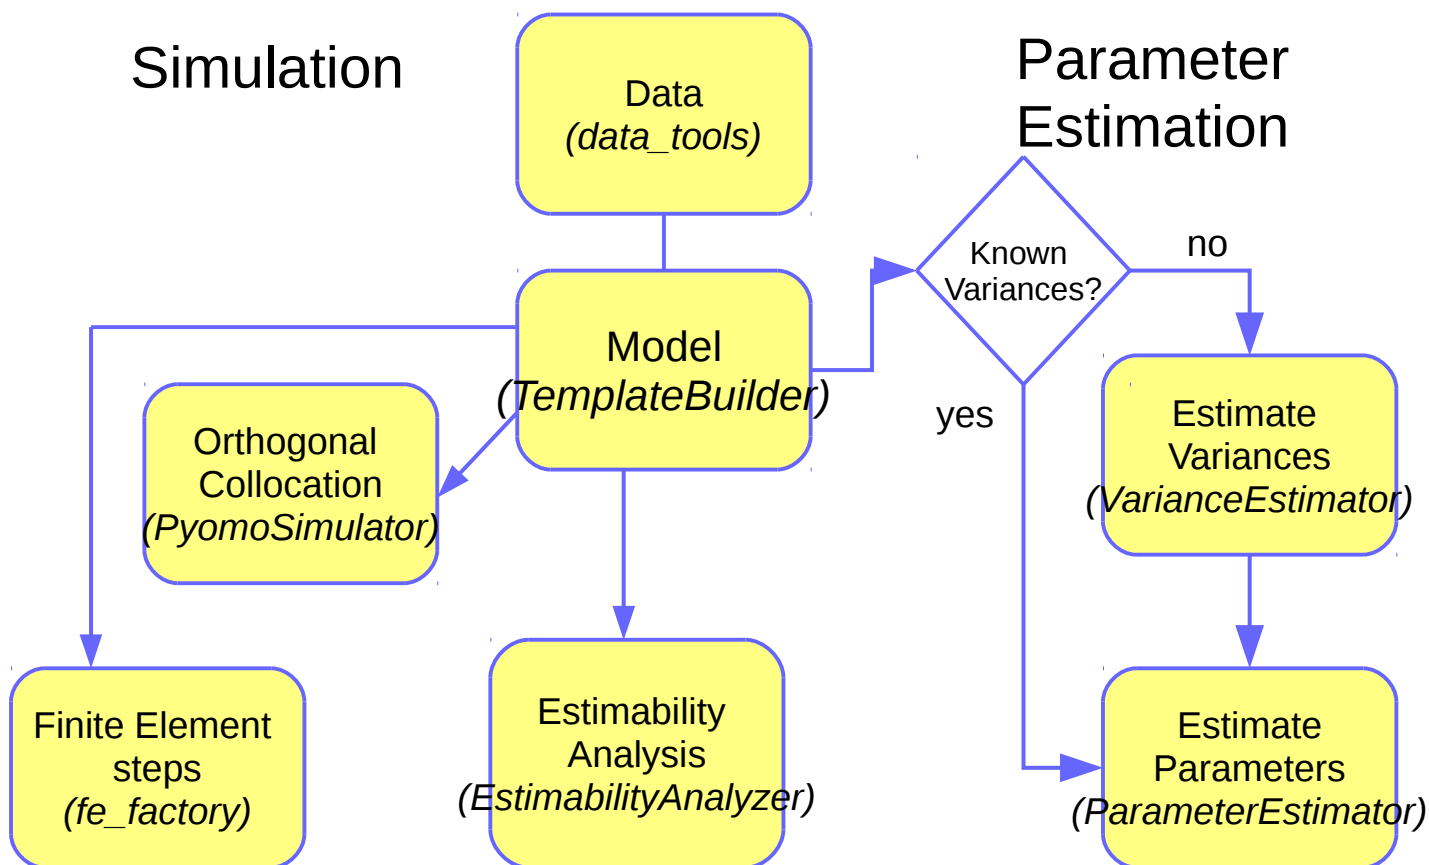 Simulation
Parameter
Estimation
Data
(data_tools)
Known
Variances?
no
yes
Model
(TemplateBuilder)
Orthogonal
Collocation
(PyomoSimulator)
Estimate
Variances
(VarianceEstimator)
Finite Element
steps
(fe_factory)
Estimability
Analysis
(EstimabilityAnalyzer)
Estimate
Parameters
(ParameterEstimator)